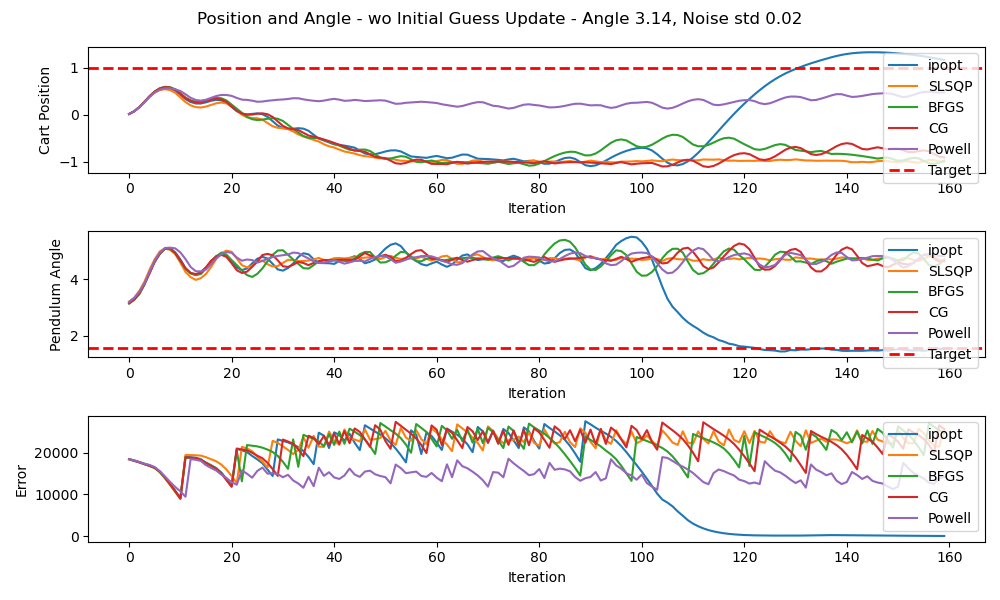 Position and Angle - wo Initial Guess Update - Angle 3.14, Noise std 0.02
Cart Position
1
0
−1
0 20 40 60 80 100 120 140 160
Iteration
ipopt
SLSQP
BFGS
CG
Powell
Target
Pendulum Angle
4
2
0 20 40 60 80 100 120 140 160
Iteration
ipopt
SLSQP
BFGS
CG
Powell
Target
Error
20000
10000
0
0 20 40 60 80 100 120 140 160
Iteration
ipopt
SLSQP
BFGS
CG
Powell